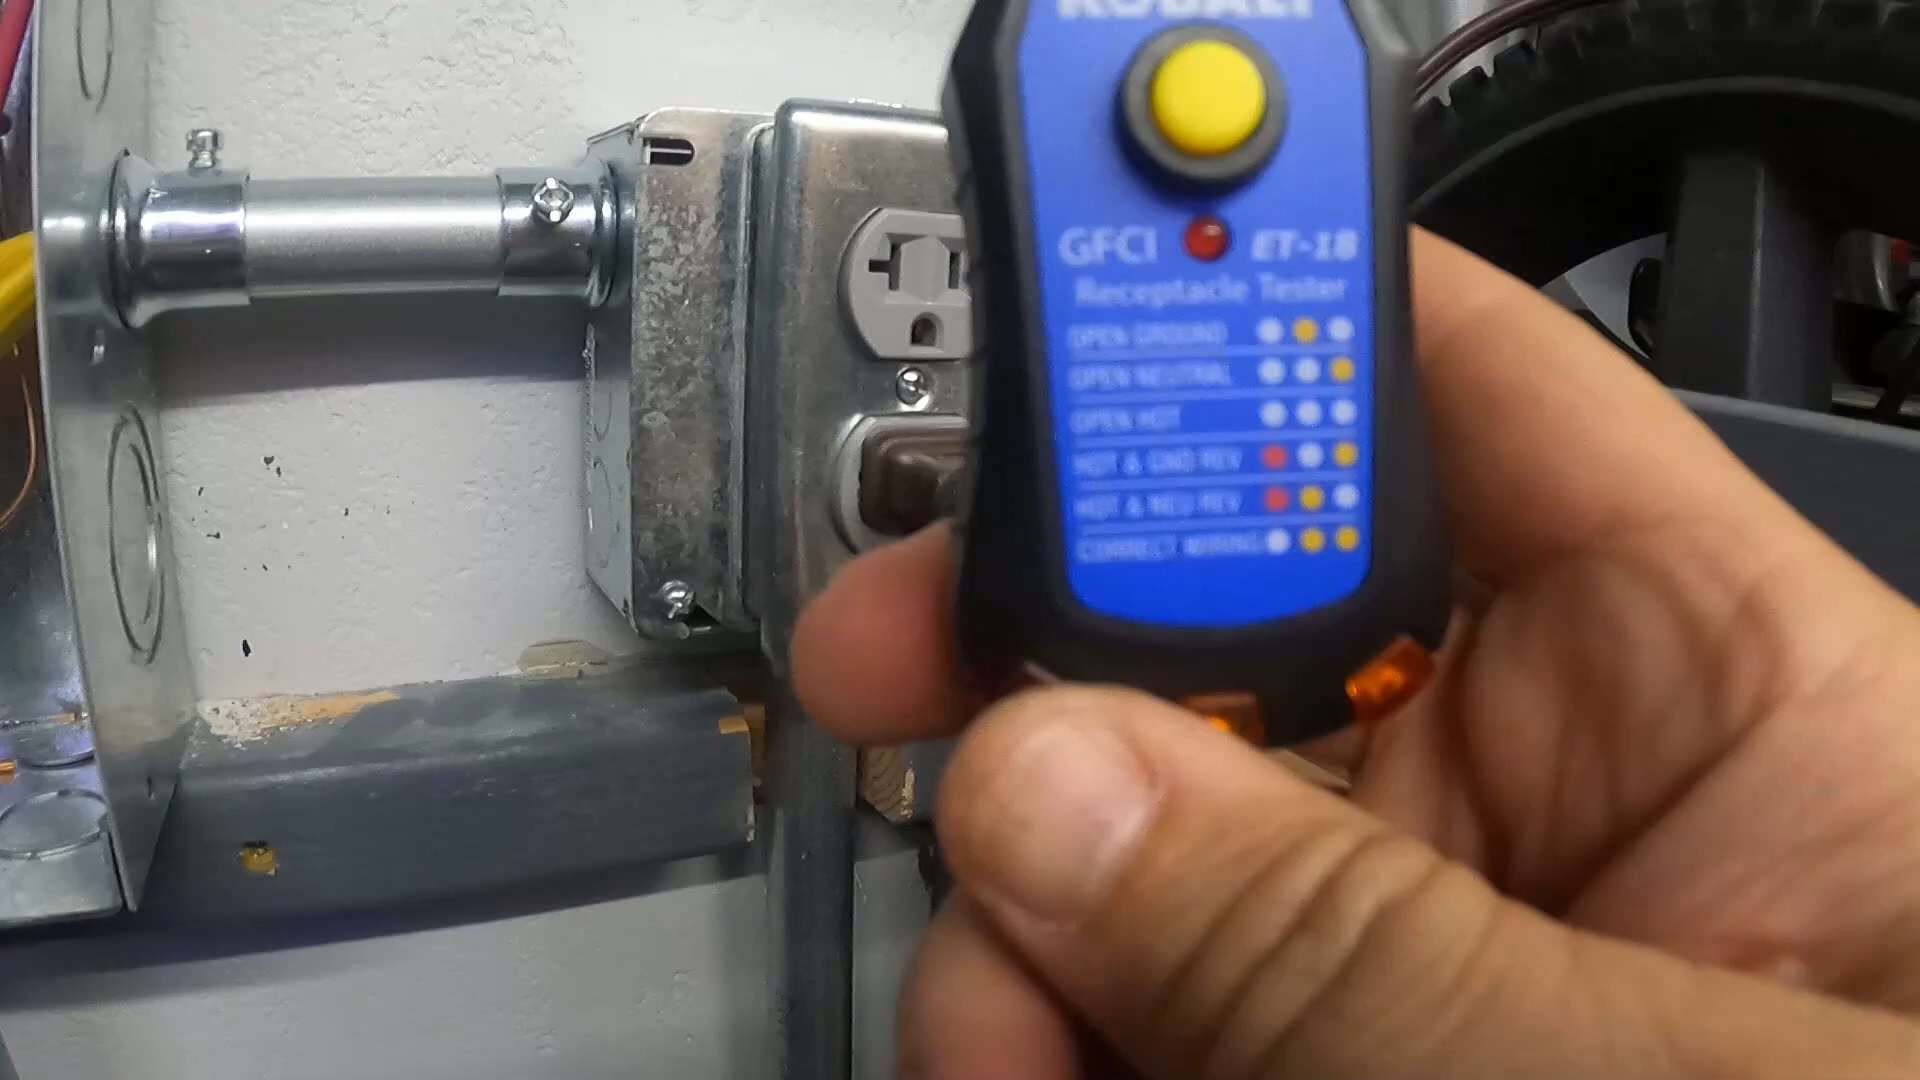 KOBALT
GFCI ET-18
Receptacle Tester
OPEN GROUND
OPEN NEUTRAL
OPEN HOT
HOT & GND REV
HOT & NEU REV
CORRECT WIRING